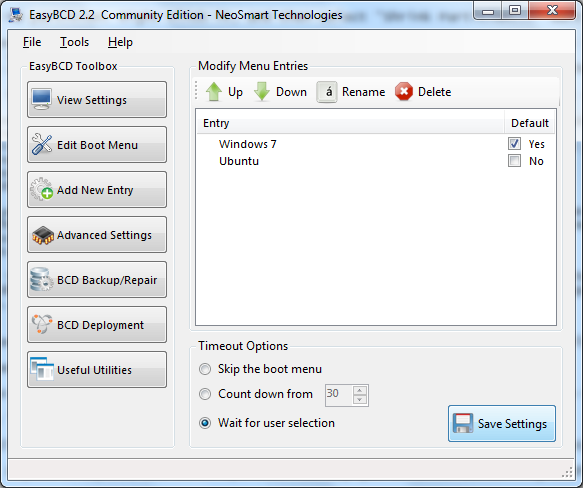 EasyBCD 2.2 Community Edition - NeoSmart Technologies
File Tools Help
EasyBCD Toolbox
View Settings
Edit Boot Menu
Add New Entry
Advanced Settings
BCD Backup/Repair
BCD Deployment
Useful Utilities
Modify Menu Entries
Up Down á Rename Delete
Entry Default
Windows 7 Yes
Ubuntu No
Timeout Options
Skip the boot menu
Count down from 30
Wait for user selection
Save Settings